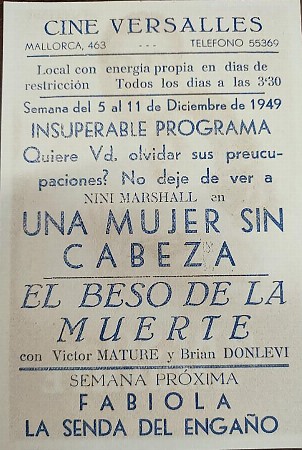 CINE VERSALLES
MALLORCA, 463 --- TELEFONO 55369
Local con energía propia en dias de
restricción Todos los dias a las 3'30
Semana del 5 al 11 de Diciembre de 1949
INSUPERABLE PROGRAMA
Quiere Vd. olvidar sus preucu-
paciones? No deje de ver a
NINI MARSHALL en
UNA MUJER SIN
CABEZA
EL BESO DE LA
MUERTE
con Victor MATURE y Brian DONLEVI
SEMANA PRÓXIMA
FABIOLA
LA SENDA DEL ENGAÑO